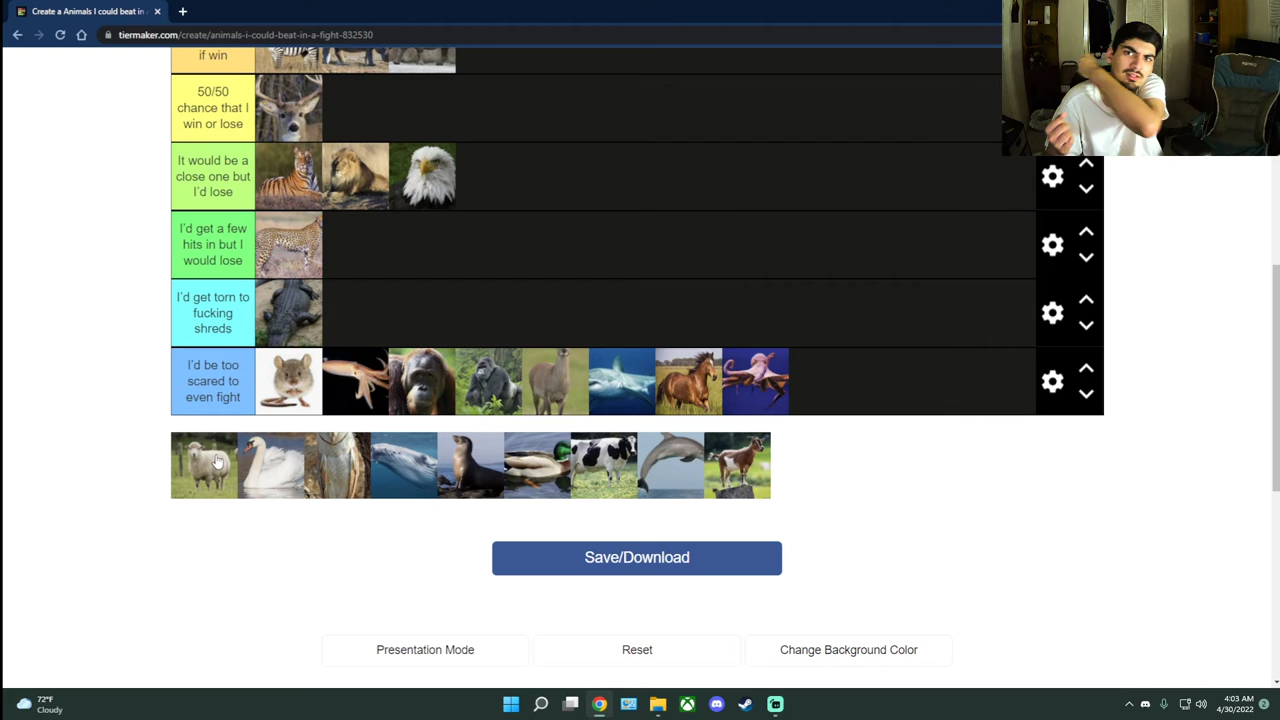 Create a Animals I could beat in
tiermaker.com/create/animals-i-could-beat-in-a-fight-832530
if win
50/50
chance that I
win or lose
It would be a
close one but
I'd lose
I'd get a few
hits in but I
would lose
I'd get torn to
fucking
shreds
I'd be too
scared to
even fight
Save/Download
Presentation Mode
Reset
Change Background Color
72°F
Cloudy
4:03 AM
4/30/2022
2